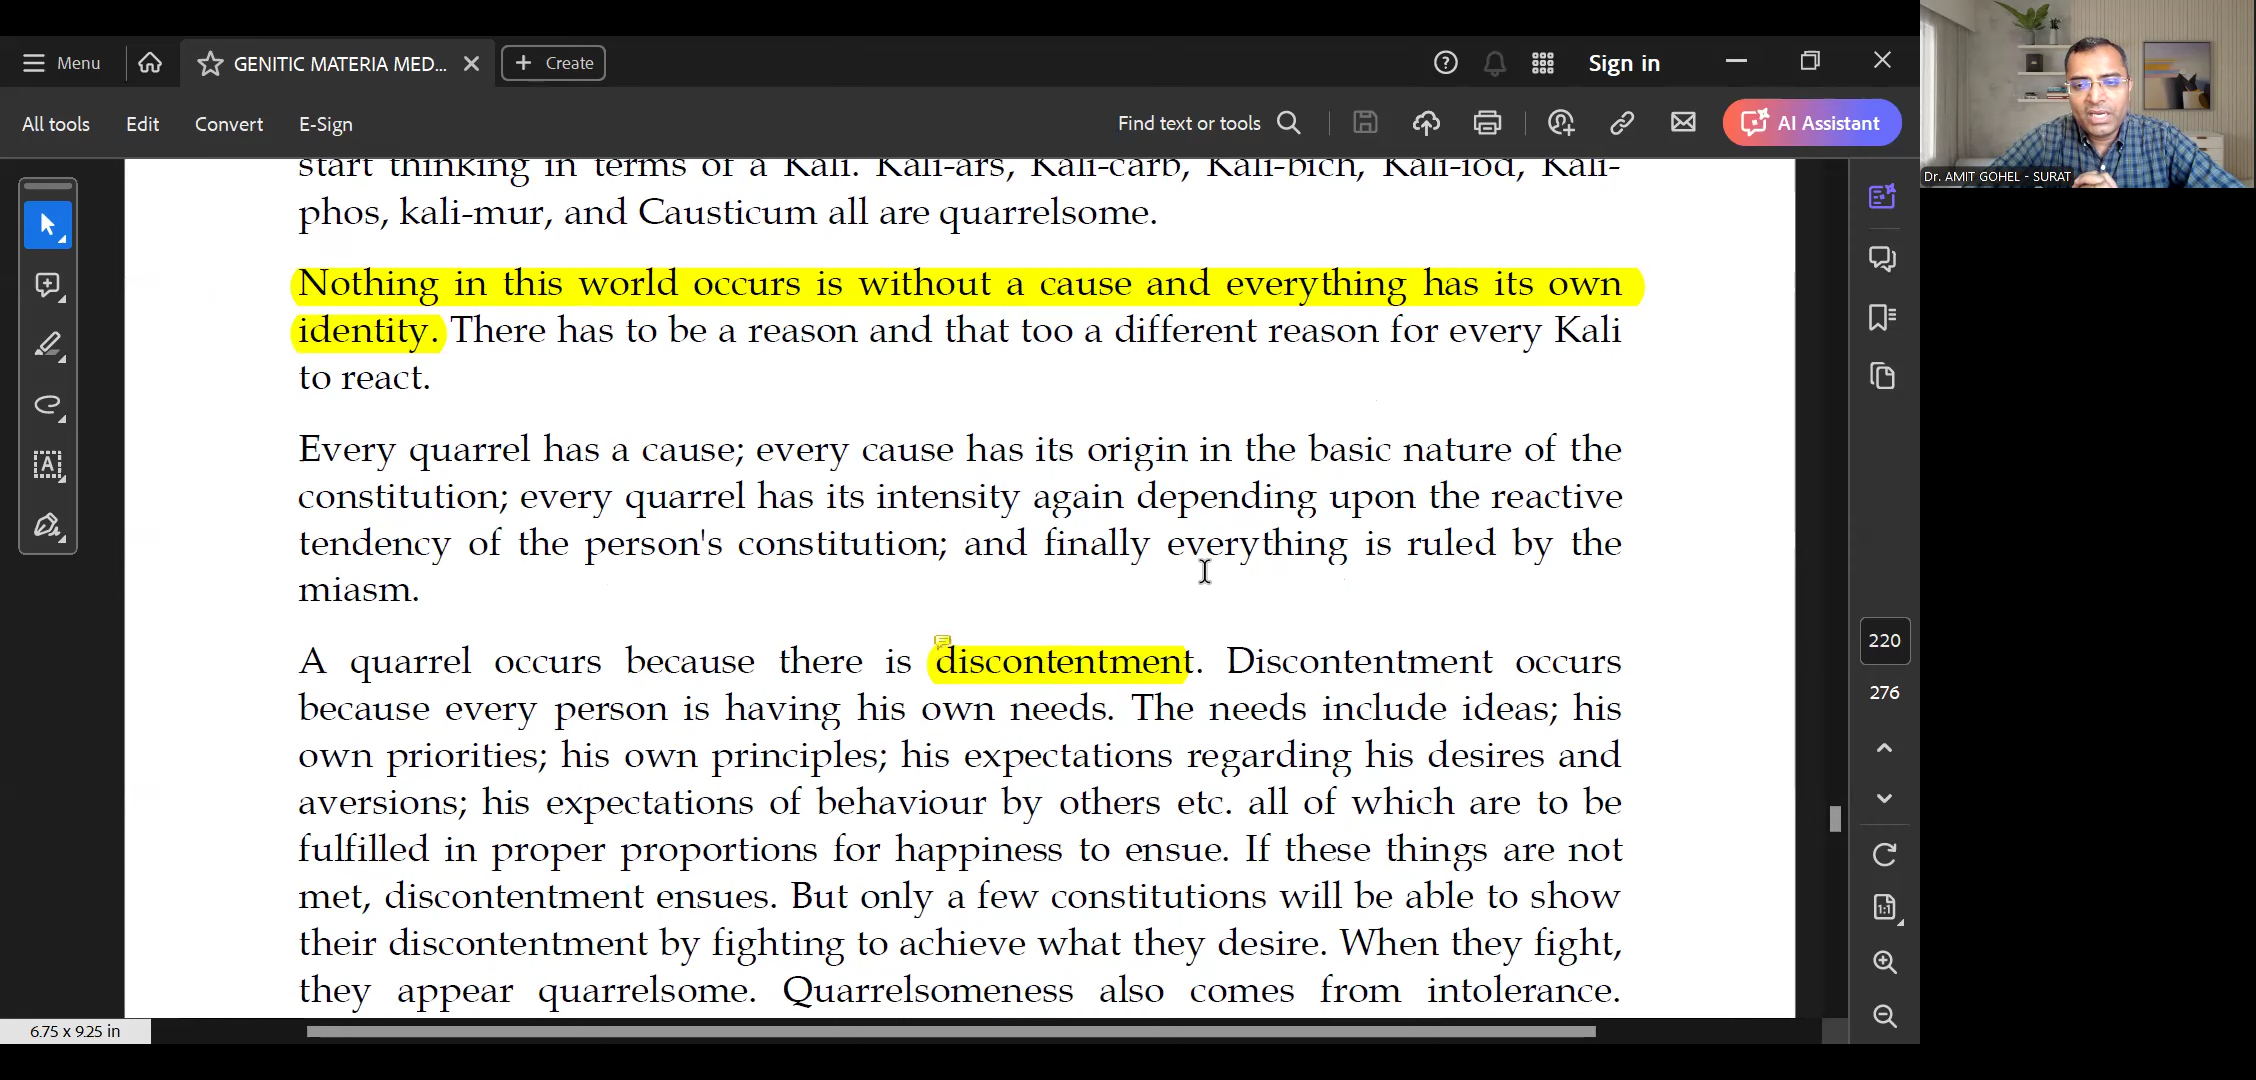 Menu
GENITIC MATERIA MED...
Create
Sign in
All tools
Edit
Convert
E-Sign
Find text or tools
AI Assistant
Dr. AMIT GOHEL - SURAT
start thinking in terms of a Kali. Kali-ars, Kali-carb, Kali-bich, Kali-iod, Kali-
phos, kali-mur, and Causticum all are quarrelsome.
Nothing in this world occurs is without a cause and everything has its own
identity. There has to be a reason and that too a different reason for every Kali
to react.
Every quarrel has a cause; every cause has its origin in the basic nature of the
constitution; every quarrel has its intensity again depending upon the reactive
tendency of the person's constitution; and finally everything is ruled by the
miasm.
A quarrel occurs because there is discontentment. Discontentment occurs
because every person is having his own needs. The needs include ideas; his
own priorities; his own principles; his expectations regarding his desires and
aversions; his expectations of behaviour by others etc. all of which are to be
fulfilled in proper proportions for happiness to ensue. If these things are not
met, discontentment ensues. But only a few constitutions will be able to show
their discontentment by fighting to achieve what they desire. When they fight,
they appear quarrelsome. Quarrelsomeness also comes from intolerance.
220
276
1:1
6.75 x 9.25 in